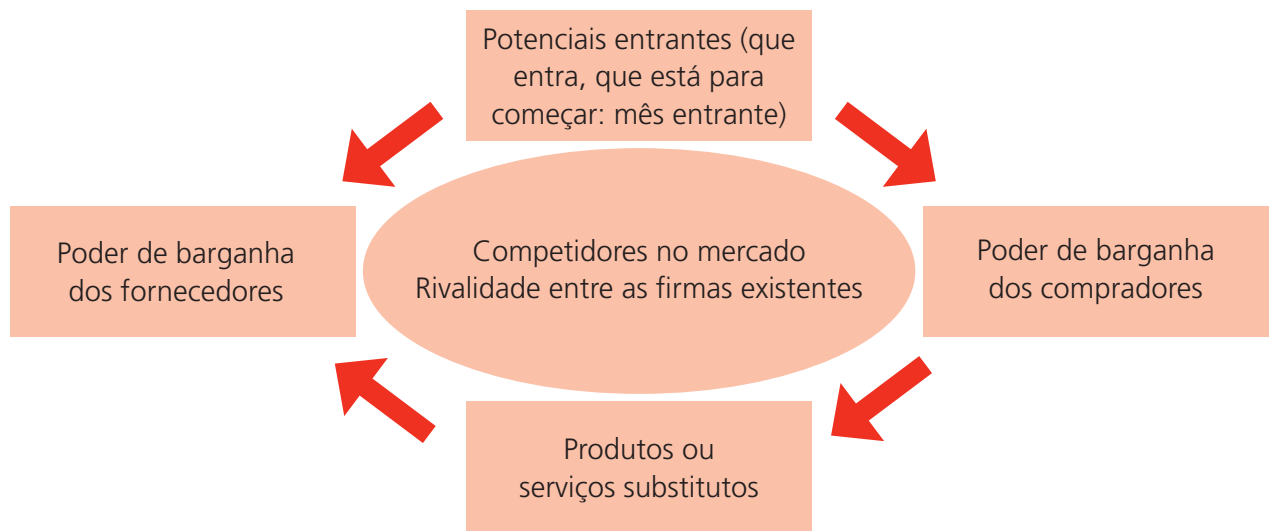 Potenciais entrantes (que
entra, que está para
começar: mês entrante)
Poder de barganha
dos fornecedores
Competidores no mercado
Rivalidade entre as firmas existentes
Poder de barganha
dos compradores
Produtos ou
serviços substitutos